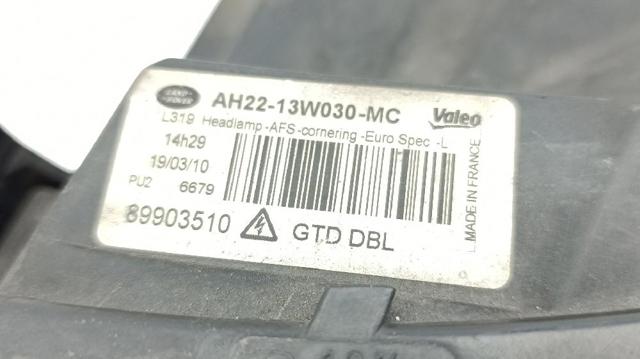 LAND ROVER AH22-13W030-MC Valeo
L319 Headlamp -AFS -cornering -Euro Spec -L
14h29
19/03/10
PU2 6679
89903510 GTD DBL
MADE IN FRANCE